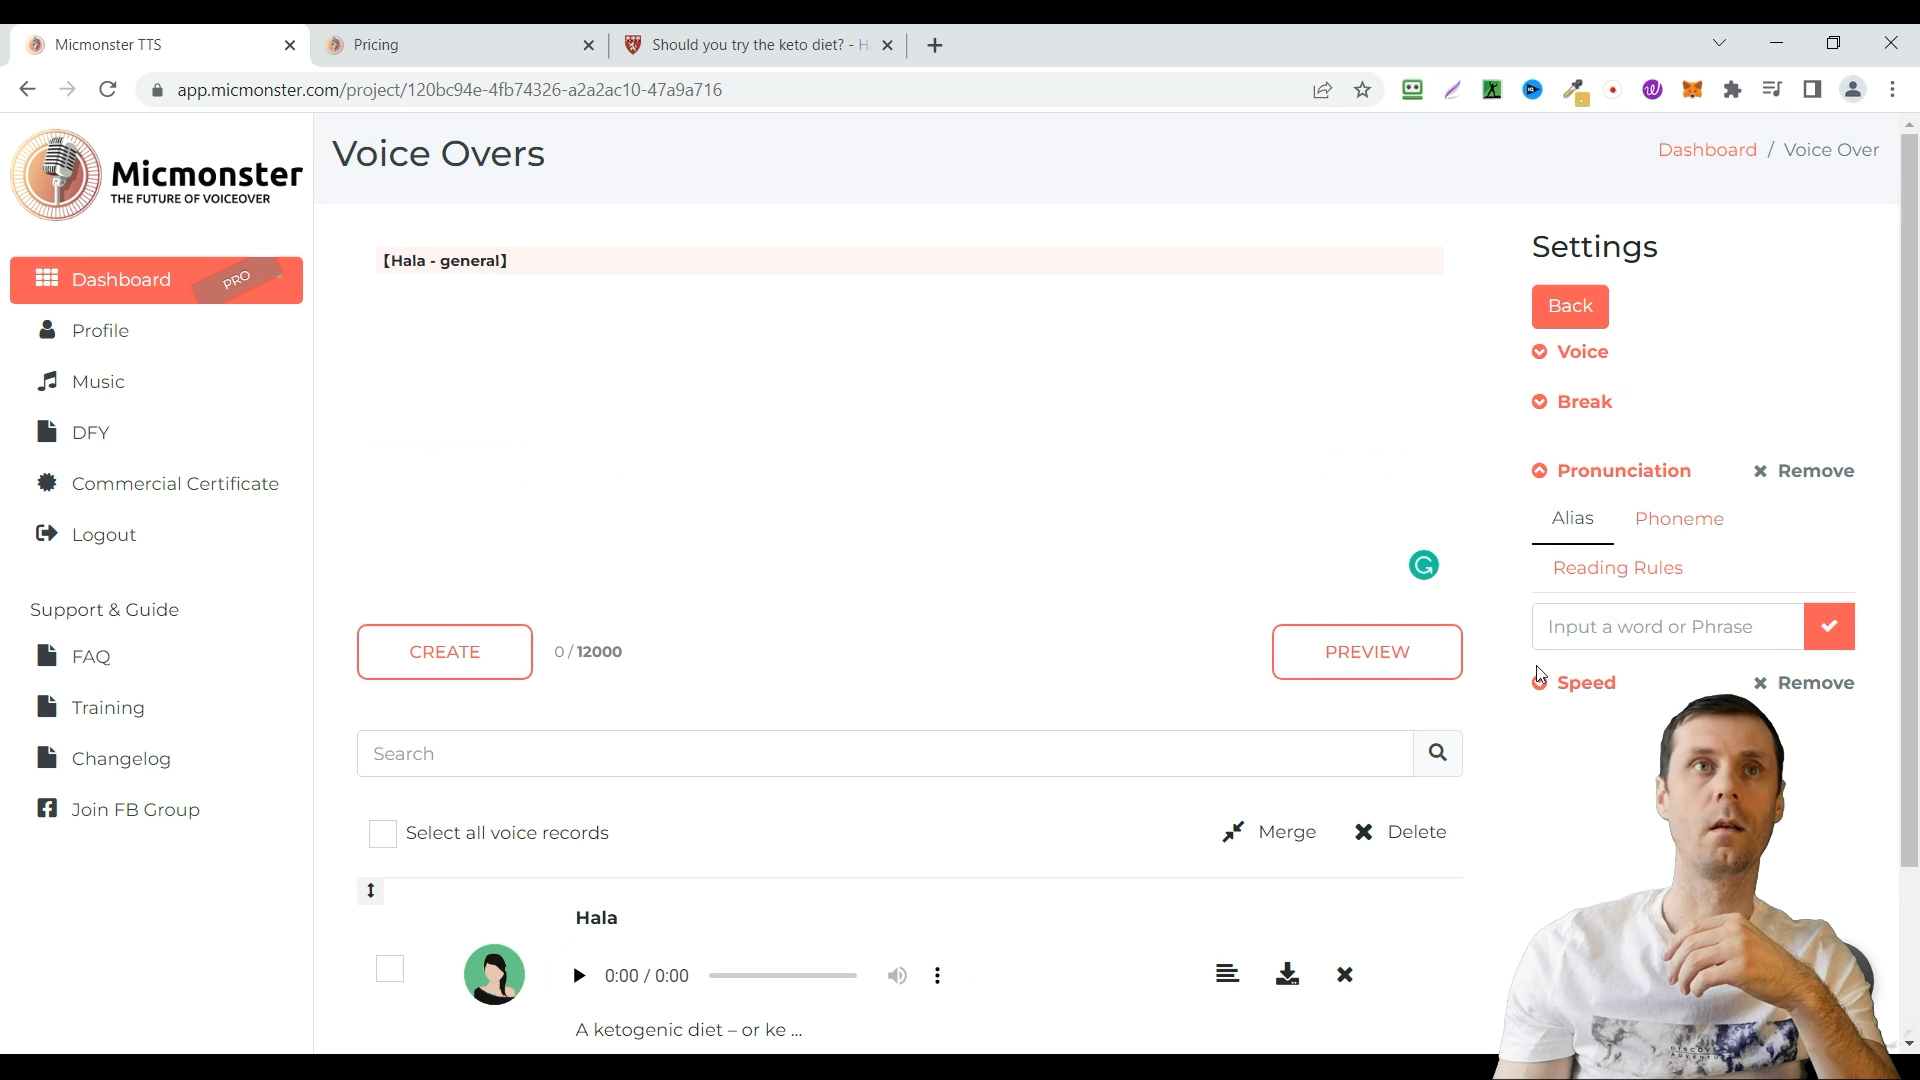 Micmonster TTS
Pricing
Should you try the keto diet? - H
app.micmonster.com/project/120bc94e-4fb74326-a2a2ac10-47a9a716
Micmonster
THE FUTURE OF VOICEOVER
Dashboard PRO
Profile
Music
DFY
Commercial Certificate
Logout
Support & Guide
FAQ
Training
Changelog
Join FB Group
Voice Overs
Dashboard / Voice Over
【Hala - general】
CREATE
0 / 12000
PREVIEW
Search
Select all voice records
Merge
Delete
Hala
0:00 / 0:00
A ketogenic diet – or ke ...
Settings
Back
Voice
Break
Pronunciation
Remove
Alias
Phoneme
Reading Rules
Input a word or Phrase
Speed
Remove